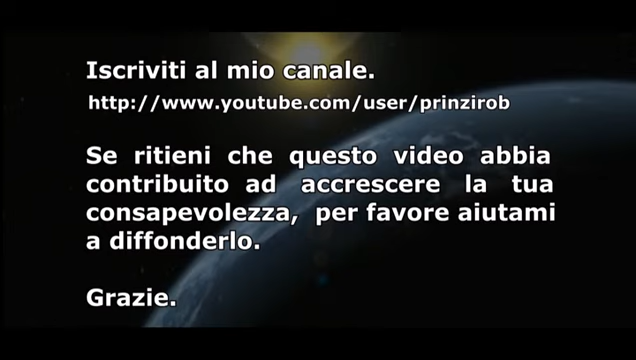 Iscriviti al mio canale.
http://www.youtube.com/user/prinzirob
Se ritieni che questo video abbia
contribuito ad accrescere la tua
consapevolezza, per favore aiutami
a diffonderlo.
Grazie.